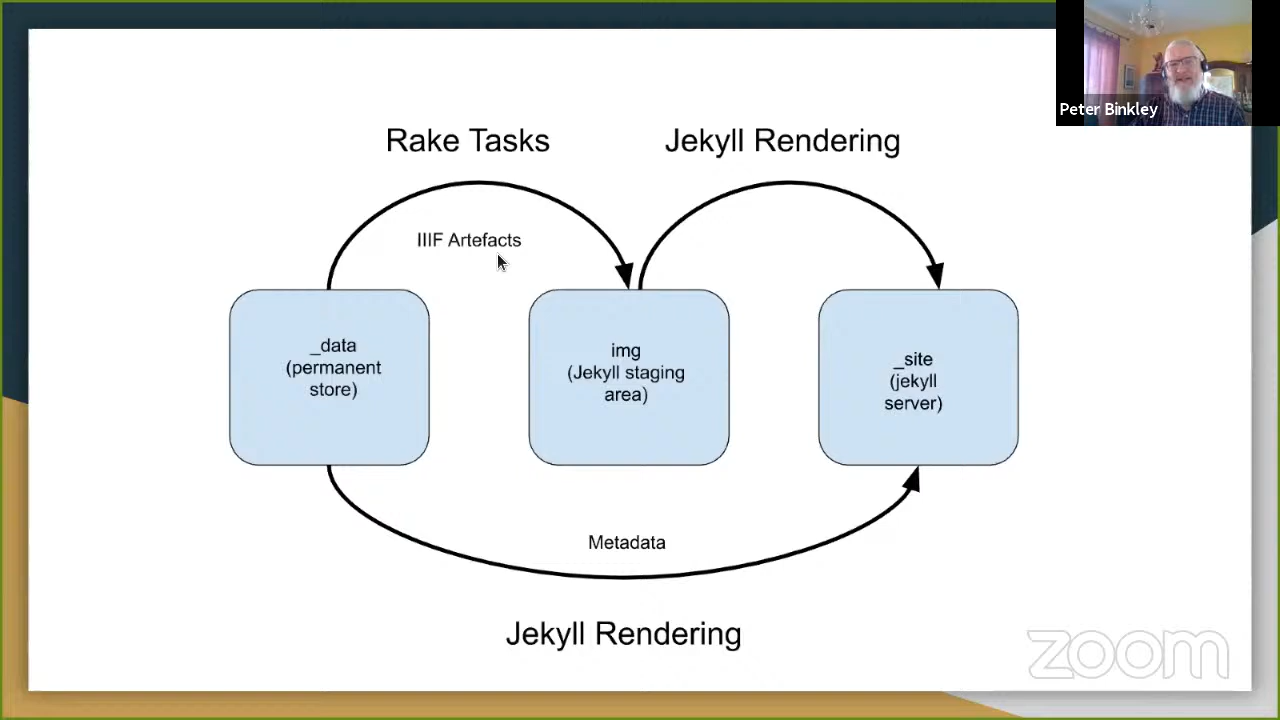 Peter Binkley
Rake Tasks
Jekyll Rendering
IIIF Artefacts
_data
(permanent
store)
img
(Jekyll staging
area)
_site
(jekyll
server)
Metadata
Jekyll Rendering
zoom